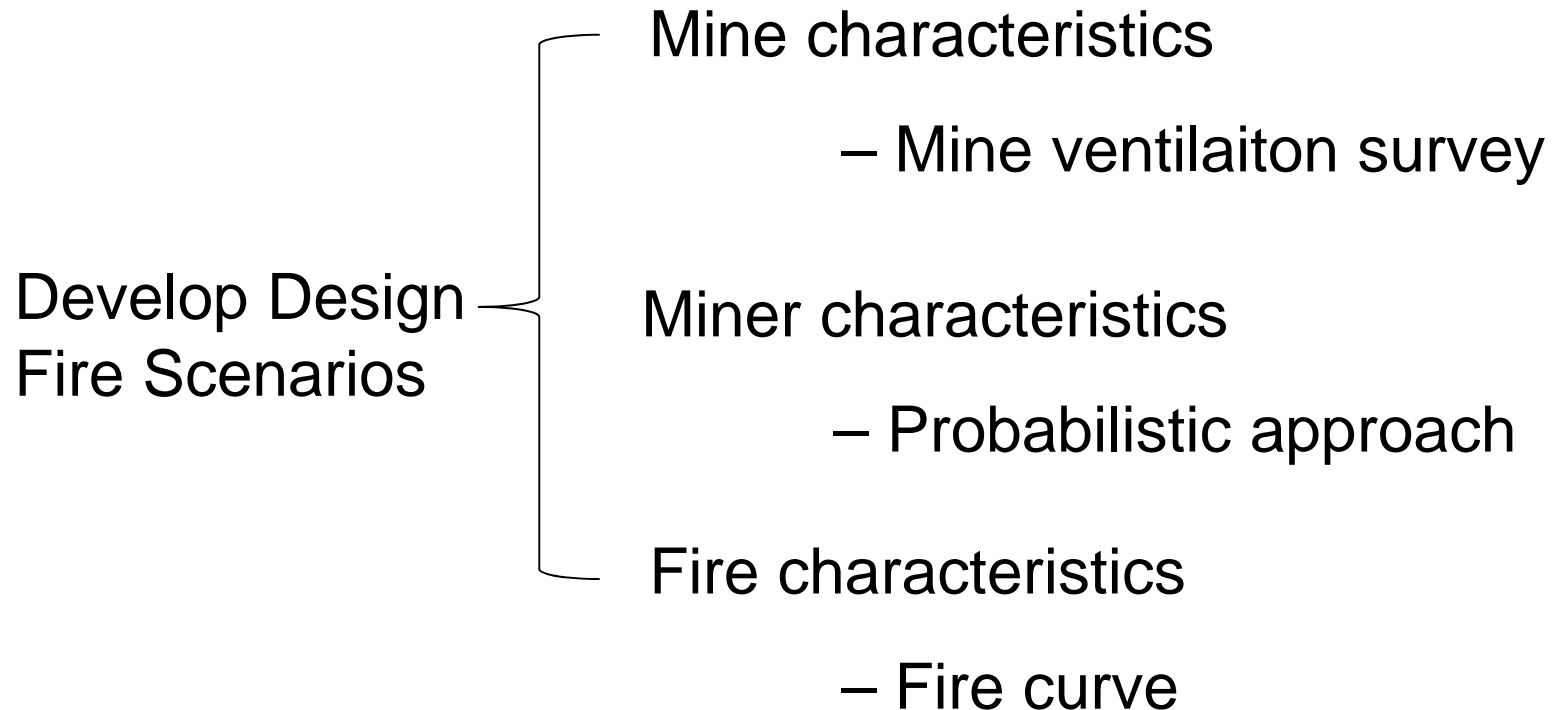 Mine characteristics
– Mine ventilaiton survey
Develop Design
Fire Scenarios
Miner characteristics
– Probabilistic approach
Fire characteristics
– Fire curve